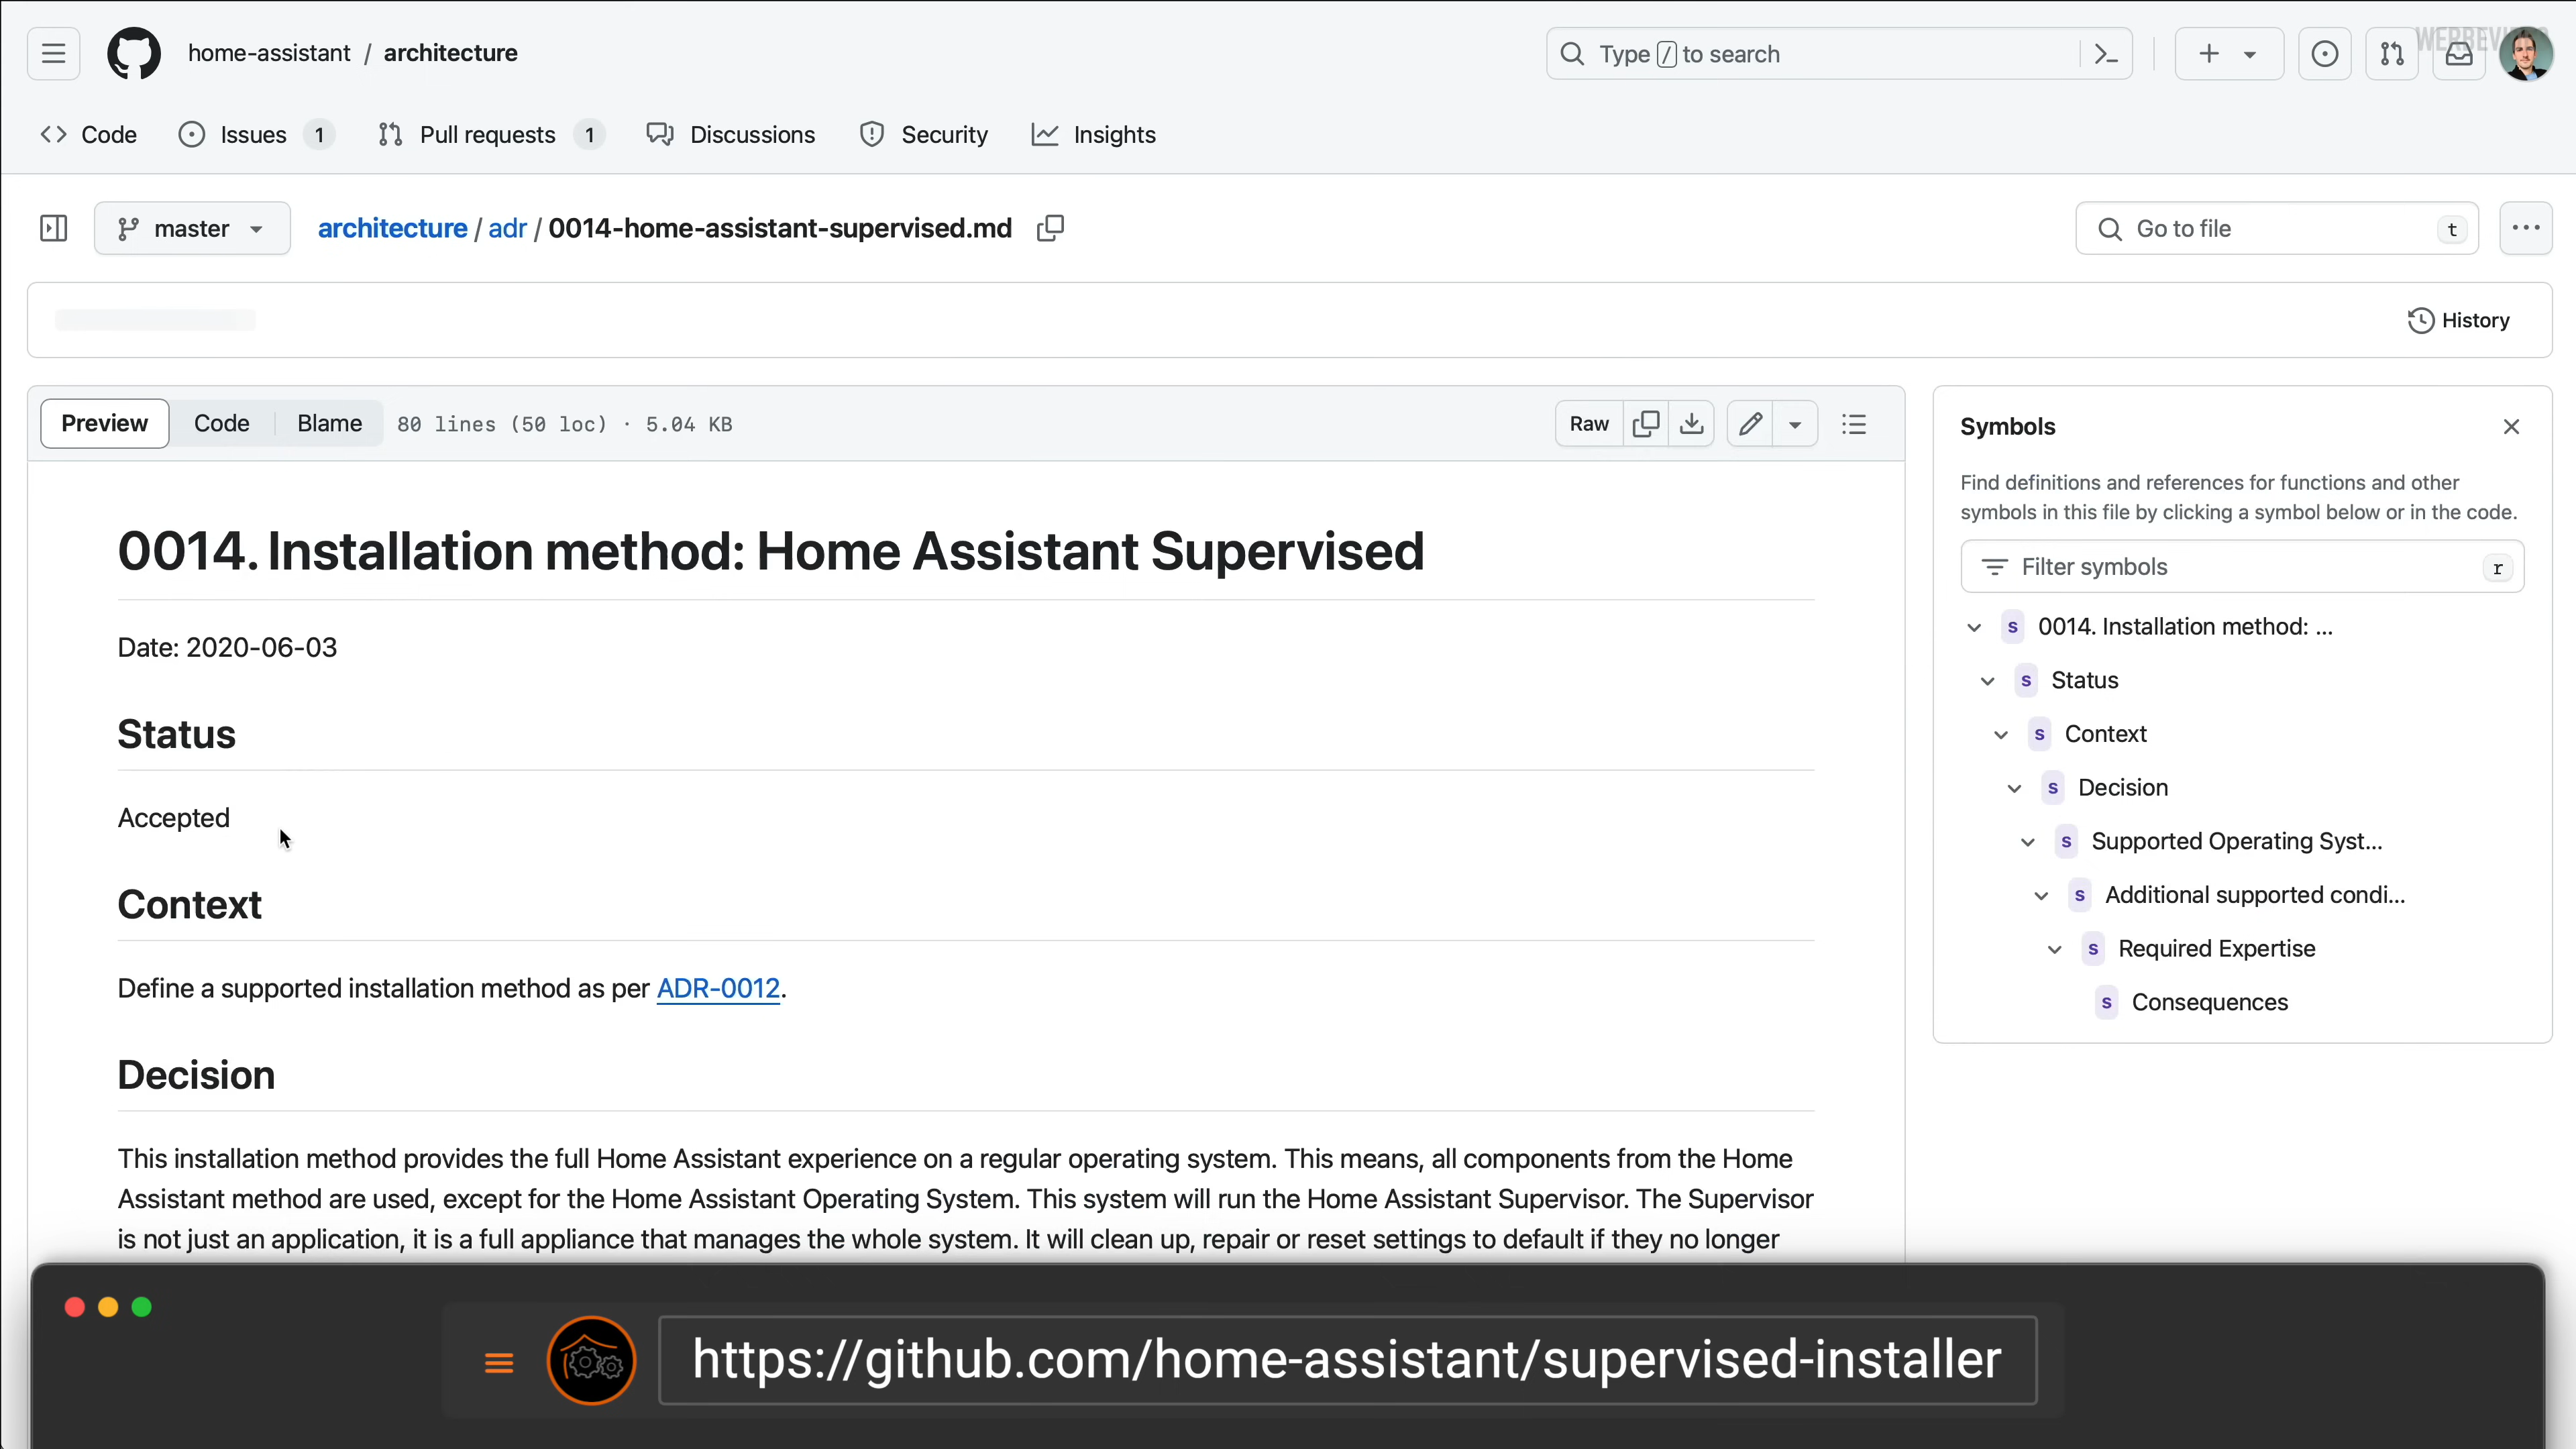 home-assistant / architecture
Type / to search
WERBEVIDEO
Code
Issues 1
Pull requests 1
Discussions
Security
Insights
master
architecture / adr / 0014-home-assistant-supervised.md
Go to file t
History
Preview Code Blame 80 lines (50 loc) · 5.04 KB
Raw
0014. Installation method: Home Assistant Supervised
Date: 2020-06-03
Status
Accepted
Context
Define a supported installation method as per ADR-0012.
Decision
This installation method provides the full Home Assistant experience on a regular operating system. This means, all components from the Home
Assistant method are used, except for the Home Assistant Operating System. This system will run the Home Assistant Supervisor. The Supervisor
is not just an application, it is a full appliance that manages the whole system. It will clean up, repair or reset settings to default if they no longer
Symbols
Find definitions and references for functions and other
symbols in this file by clicking a symbol below or in the code.
Filter symbols r
S 0014. Installation method: ...
S Status
S Context
S Decision
S Supported Operating Syst...
S Additional supported condi...
S Required Expertise
S Consequences
https://github.com/home-assistant/supervised-installer